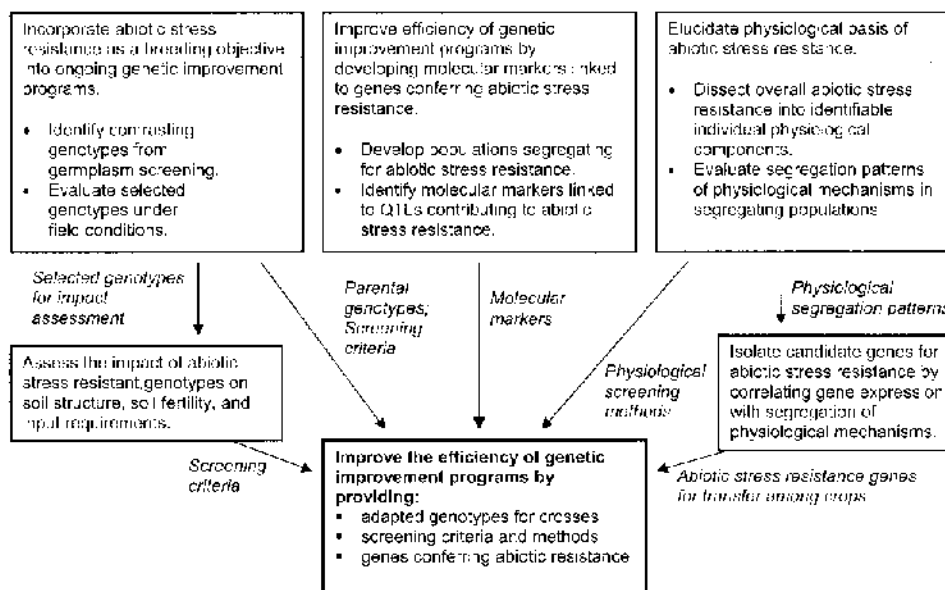 Incorporate abiotic stress
resistance as a breeding objective
into ongoing genetic improvement
programs.
• Identify contrasting
genotypes from
germplasm screening.
• Evaluate selected
genotypes under
field conditions.
Improve efficiency of genetic
improvement programs by
developing molecular markers linked
to genes conferring abiotic stress
resistance.
• Develop populations segregating
for abiotic stress resistance.
• Identify molecular markers linked
to QTLs contributing to abiotic
stress resistance.
Elucidate physiological basis of
abiotic stress resistance.
• Dissect overall abiotic stress
resistance into identifiable
individual physiological
components.
• Evaluate segregation patterns
of physiological mechanisms in
segregating populations
Selected genotypes
for impact
assessment
Parental
genotypes;
Screening
criteria
Molecular
markers
Physiological
screening
methods
Physiological
segregation patterns
Assess the impact of abiotic
stress resistant genotypes on
soil structure, soil fertility, and
input requirements.
Isolate candidate genes for
abiotic stress resistance by
correlating gene expression
with segregation of
physiological mechanisms.
Screening
criteria
Abiotic stress resistance genes
for transfer among crops
Improve the efficiency of genetic
improvement programs by
providing:
▪ adapted genotypes for crosses
▪ screening criteria and methods
▪ genes conferring abiotic resistance